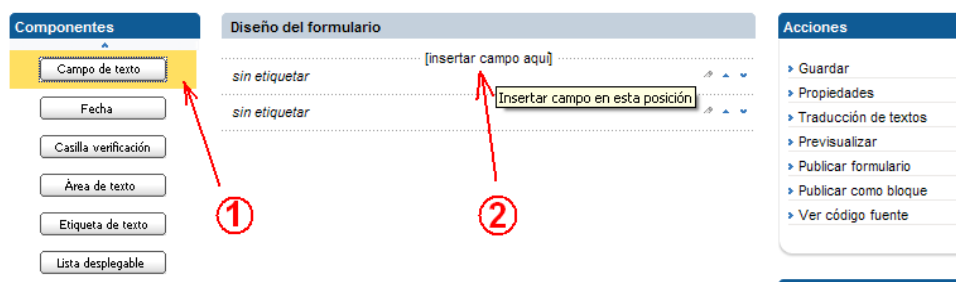 Componentes
Campo de texto
Fecha
Casilla verificación
Área de texto
Etiqueta de texto
Lista desplegable
1
Diseño del formulario
[insertar campo aquí]
sin etiquetar
Insertar campo en esta posición
sin etiquetar
2
Acciones
Guardar
Propiedades
Traducción de textos
Previsualizar
Publicar formulario
Publicar como bloque
Ver código fuente